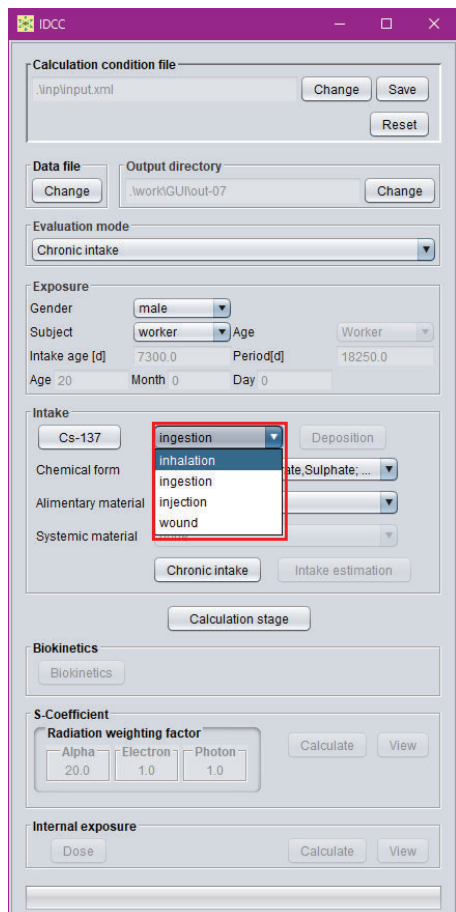 IDCC
Calculation condition file
.\inp\input.xml Change Save
Reset
Data file Output directory
Change .\work\GUI\out-07 Change
Evaluation mode
Chronic intake
Exposure
Gender male
Subject worker Age Worker
Intake age [d] 7300.0 Period[d] 18250.0
Age 20 Month 0 Day 0
Intake
Cs-137 ingestion Deposition
inhalation
Chemical form ate,Sulphate; ...
ingestion
Alimentary material injection
wound
Systemic material
Chronic intake Intake estimation
Calculation stage
Biokinetics
Biokinetics
S-Coefficient
Radiation weighting factor
Alpha Electron Photon Calculate View
20.0 1.0 1.0
Internal exposure
Dose Calculate View